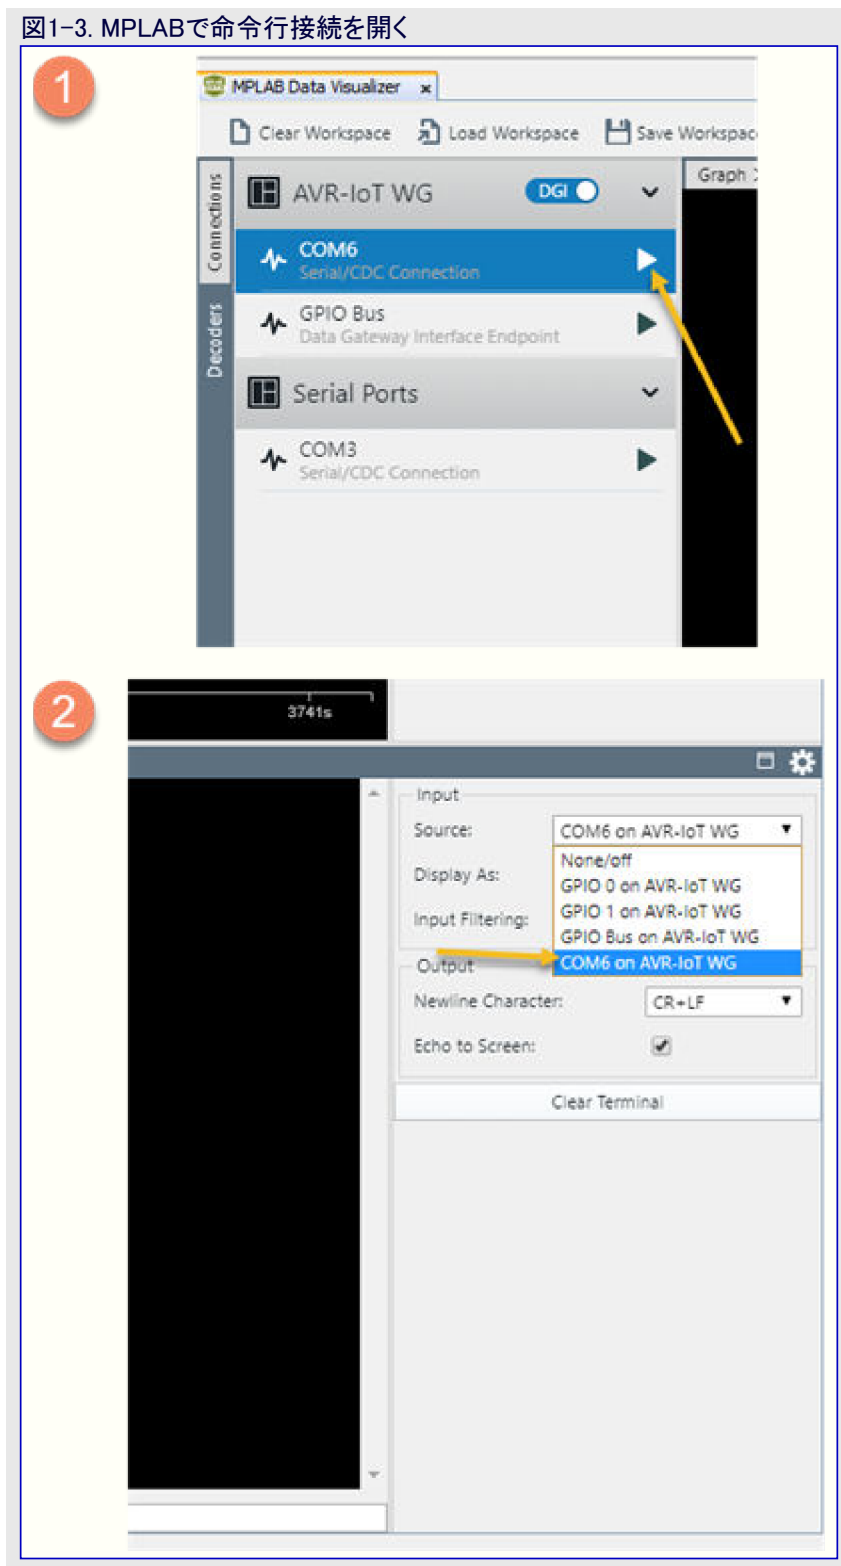 図1-3. MPLABで命令行接続を開く
1
MPLAB Data Visualizer x
Clear Workspace Load Workspace Save Workspac
Connections
Decoders
Graph
AVR-IoT WG DGI
COM6
Serial/CDC Connection
GPIO Bus
Data Gateway Interface Endpoint
Serial Ports
COM3
Serial/CDC Connection
2
3741s
Input
Source: COM6 on AVR-IoT WG
None/off
Display As:
GPIO 0 on AVR-IoT WG
GPIO 1 on AVR-IoT WG
Input Filtering:
GPIO Bus on AVR-IoT WG
COM6 on AVR-IoT WG
Output
Newline Character: CR+LF
Echo to Screen:
Clear Terminal